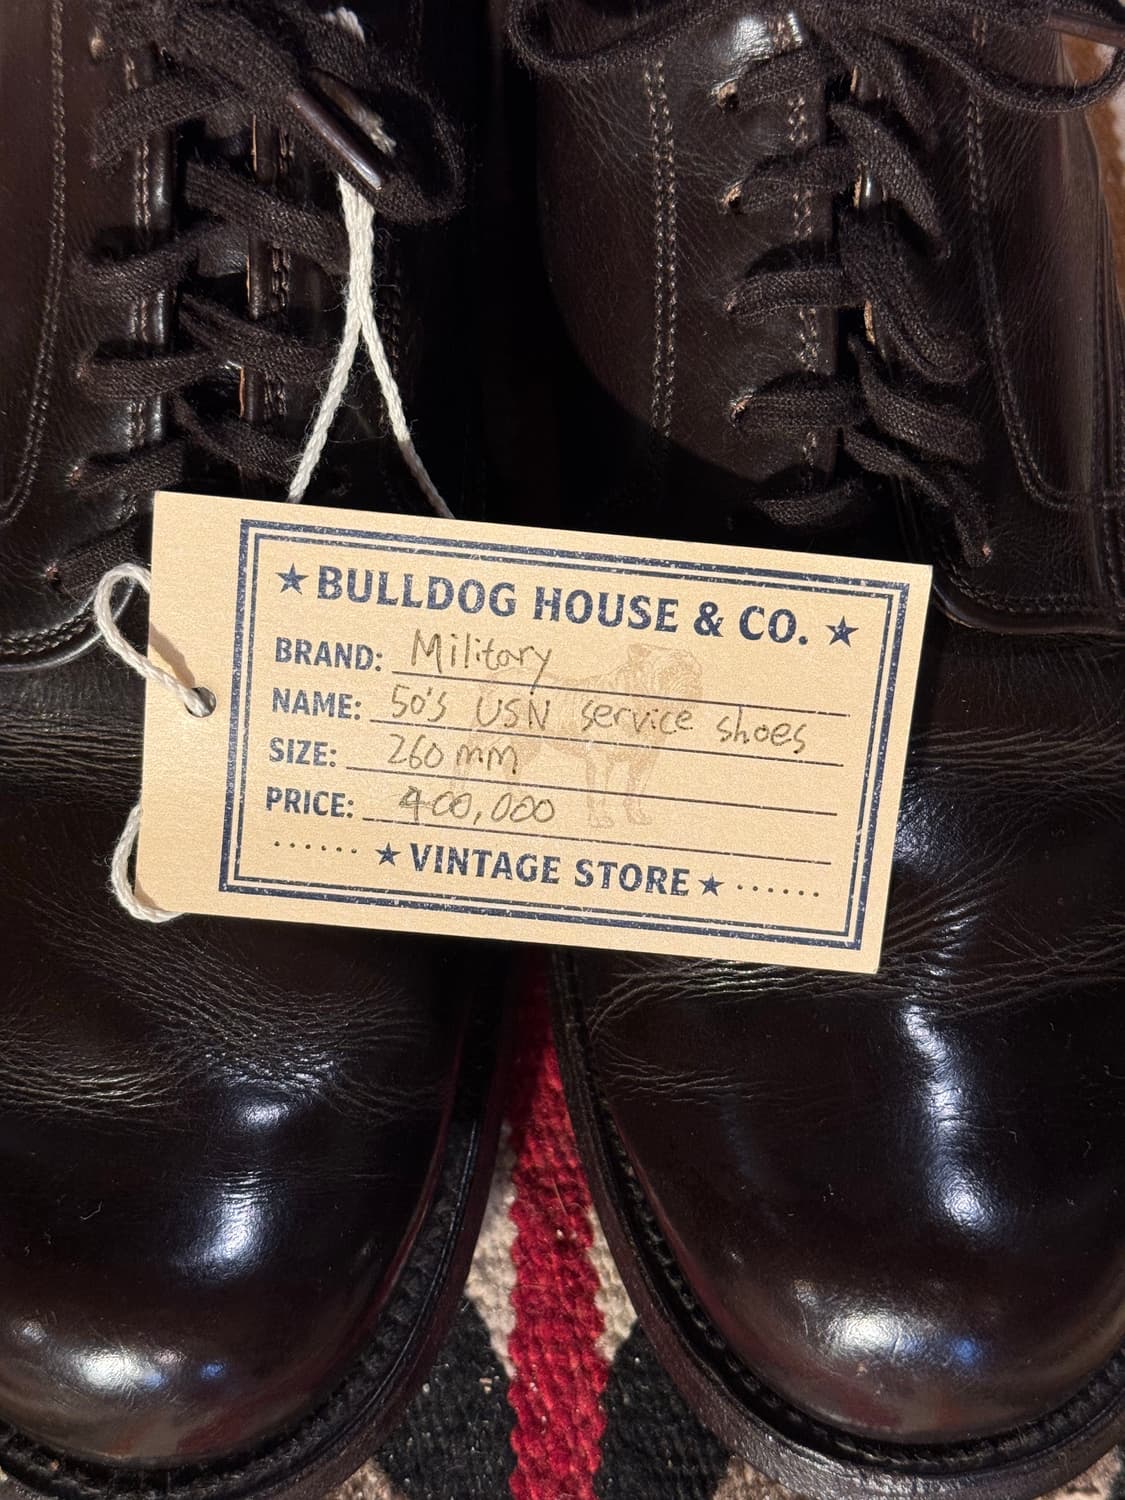 ★BULLDOG HOUSE & CO.★
BRAND: Military
NAME: 50's USN service shoes
SIZE: 260 mm
PRICE: 400,000
······★VINTAGE STORE★······